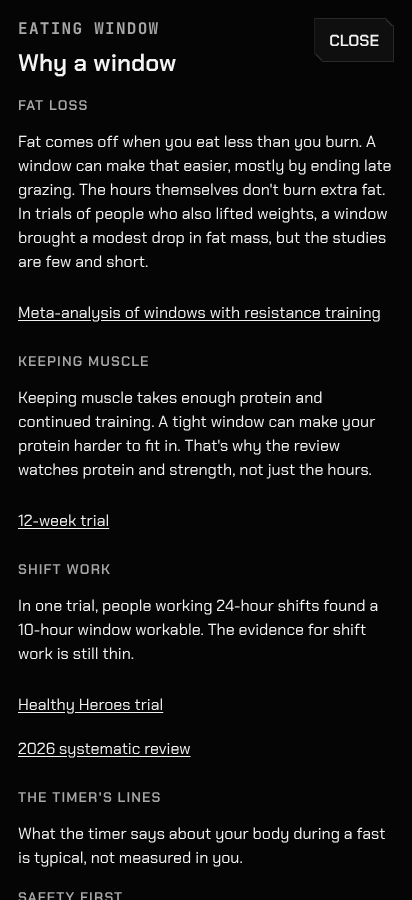 EATING WINDOW
CLOSE
Why a window
FAT LOSS
Fat comes off when you eat less than you burn. A
window can make that easier, mostly by ending late
grazing. The hours themselves don't burn extra fat.
In trials of people who also lifted weights, a window
brought a modest drop in fat mass, but the studies
are few and short.
Meta-analysis of windows with resistance training
KEEPING MUSCLE
Keeping muscle takes enough protein and
continued training. A tight window can make your
protein harder to fit in. That's why the review
watches protein and strength, not just the hours.
12-week trial
SHIFT WORK
In one trial, people working 24-hour shifts found a
10-hour window workable. The evidence for shift
work is still thin.
Healthy Heroes trial
2026 systematic review
THE TIMER'S LINES
What the timer says about your body during a fast
is typical, not measured in you.
SAFETY FIRST